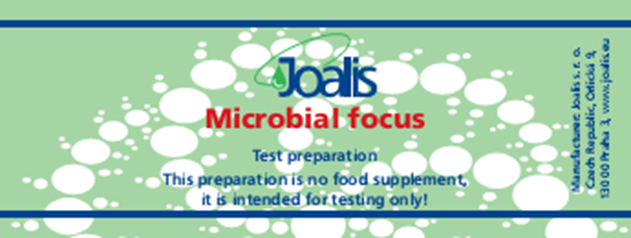 Joalis
Microbial focus
Test preparation
This preparation is no food supplement,
it is intended for testing only!
Manufacturer: Joalis s. r. o.
Czech Republic, Orlická 9,
130 00 Praha 3, www.joalis.eu